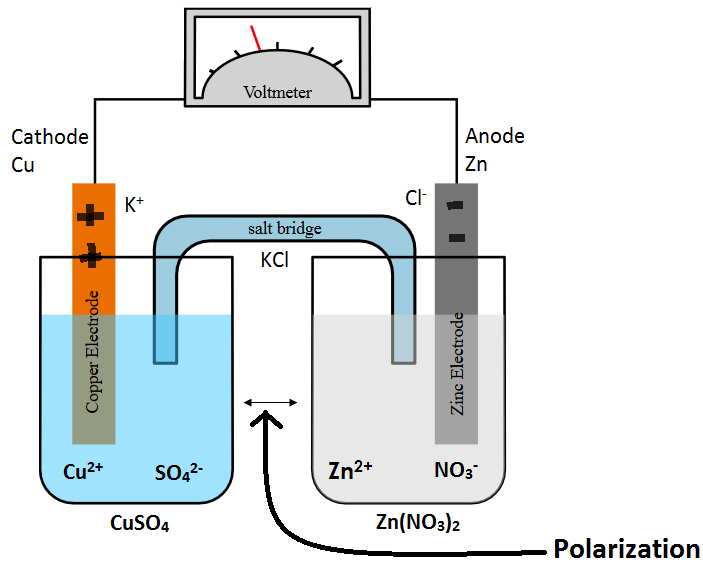 Voltmeter
Cathode
Cu
Anode
Zn
K⁺
Cl⁻
salt bridge
KCl
Copper Electrode
Zinc Electrode
Cu²⁺
SO₄²⁻
Zn²⁺
NO₃⁻
CuSO₄
Zn(NO₃)₂
Polarization